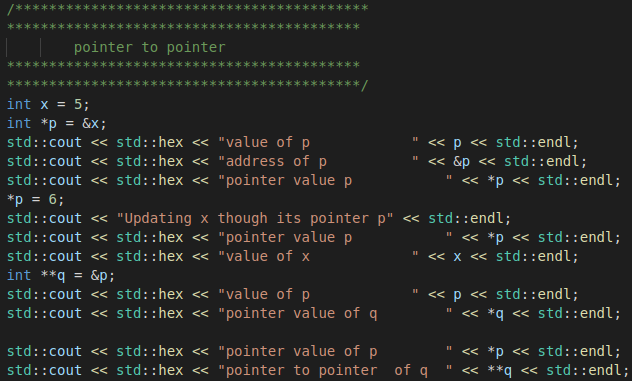 /******************************************
******************************************
        pointer to pointer
******************************************
******************************************/
int x = 5;
int *p = &x;
std::cout << std::hex << "value of p            " << p << std::endl;
std::cout << std::hex << "address of p          " << &p << std::endl;
std::cout << std::hex << "pointer value p           " << *p << std::endl;
*p = 6;
std::cout << "Updating x though its pointer p" << std::endl;
std::cout << std::hex << "pointer value p           " << *p << std::endl;
std::cout << std::hex << "value of x            " << x << std::endl;
int **q = &p;
std::cout << std::hex << "value of p            " << p << std::endl;
std::cout << std::hex << "pointer value of q        " << *q << std::endl;

std::cout << std::hex << "pointer value of p        " << *p << std::endl;
std::cout << std::hex << "pointer to pointer  of q  " << **q << std::endl;